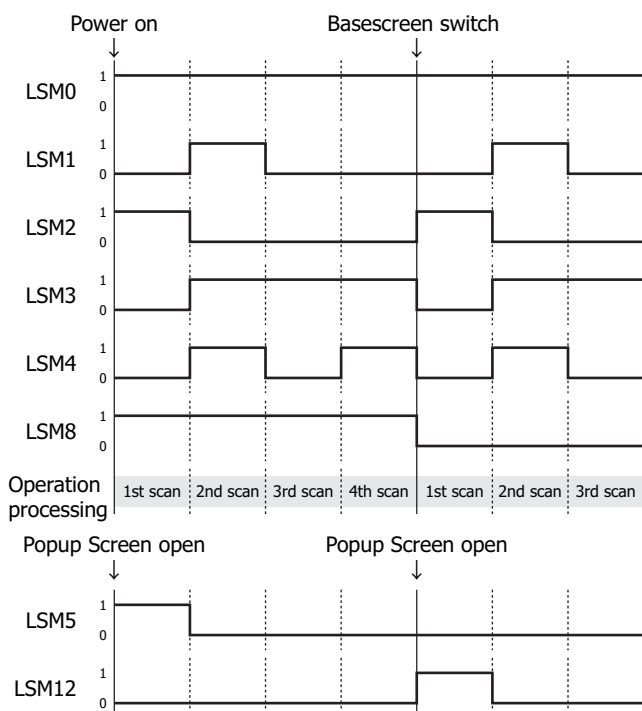 Power on Basescreen switch
LSM0 1
0
LSM1 1
0
LSM2 1
0
LSM3 1
0
LSM4 1
0
LSM8 1
0
Operation processing 1st scan 2nd scan 3rd scan 4th scan 1st scan 2nd scan 3rd scan
Popup Screen open Popup Screen open
LSM5 1
0
LSM12 1
0